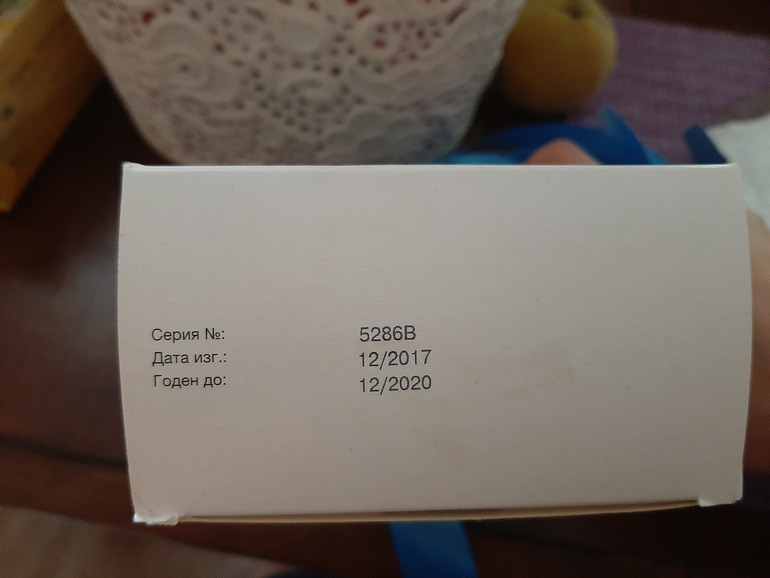 Серия №: 5286B
Дата изг.: 12/2017
Годен до: 12/2020